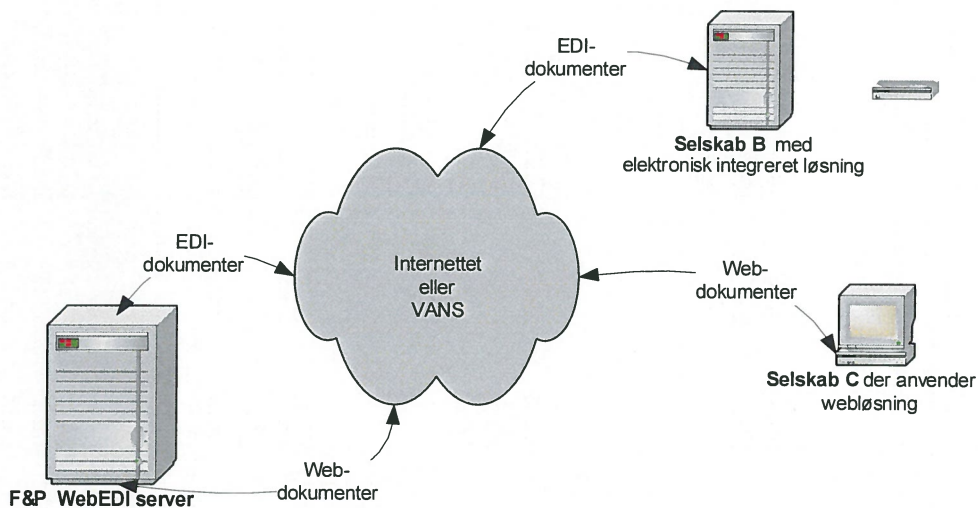 EDI-
dokumenter
Selskab B med
elektronisk integreret løsning
EDI-
dokumenter
Internettet
eller
VANS
Web-
dokumenter
Selskab C der anvender
webløsning
Web-
dokumenter
F&P WebEDI server